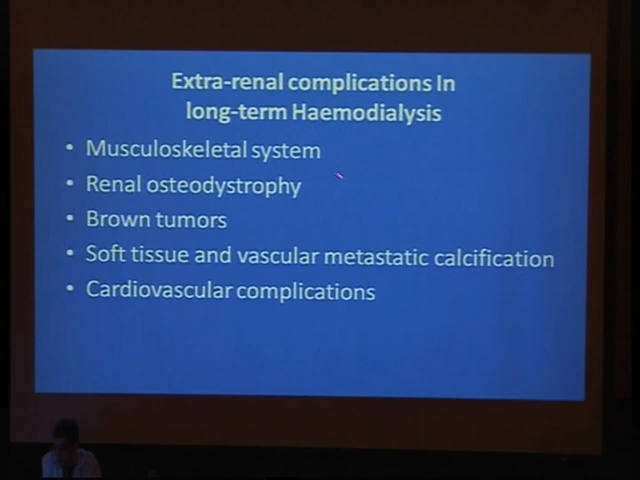 Extra-renal complications In
long-term Haemodialysis
• Musculoskeletal system
• Renal osteodystrophy
• Brown tumors
• Soft tissue and vascular metastatic calcification
• Cardiovascular complications